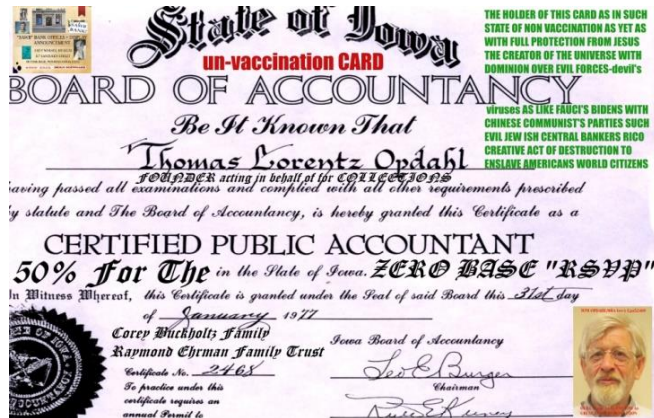 State of Iowa
un-vaccination CARD
THE HOLDER OF THIS CARD AS IN SUCH
STATE OF NON VACCINATION AS YET AS
WITH FULL PROTECTION FROM JESUS
THE CREATOR OF THE UNIVERSE WITH
DOMINION OVER EVIL FORCES-devil's
viruses AS LIKE FAUCI'S BIDENS WITH
CHINESE COMMUNIST'S PARTIES SUCH
EVIL JEW ISH CENTRAL BANKERS RICO
CREATIVE ACT OF DESTRUCTION TO
ENSLAVE AMERICANS WORLD CITIZENS
BOARD OF ACCOUNTANCY
Be It Known That
Thomas Lorentz Opdahl
FOUNDER acting in behalf of for COLLECTIONS
having passed all examinations and complied with all other requirements prescribed
by statute and The Board of Accountancy, is hereby granted this Certificate as a
CERTIFIED PUBLIC ACCOUNTANT
50% For The in the State of Iowa. ZERO BASE "RSVP"
In Witness Whereof, this Certificate is granted under the Seal of said Board this 31st day
of January 1977
Corey Buckholtz Family
Raymond Ehrman Family Trust
Iowa Board of Accountancy
Certificate No. 2468
Leo E. Burger
Chairman
To practice under this
certificate requires an
annual Permit to